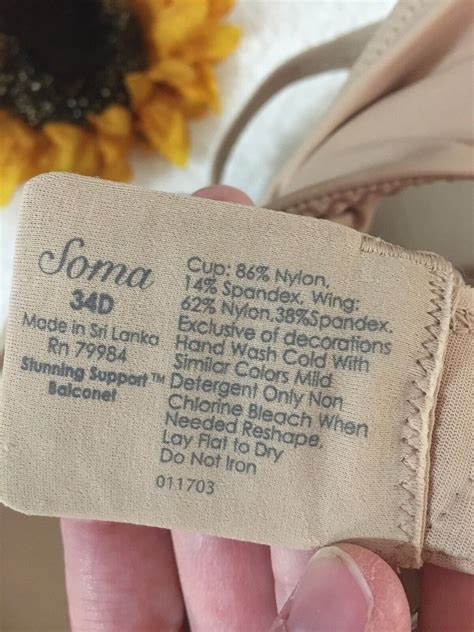 Soma
34D
Made in Sri Lanka
Rn 79984
Stunning Support™
Balconet
Cup: 86% Nylon,
14% Spandex, Wing:
62% Nylon,38%Spandex.
Exclusive of decorations
Hand Wash Cold With
Similar Colors Mild
Detergent Only Non
Chlorine Bleach When
Needed Reshape,
Lay Flat to Dry
Do Not Iron
011703